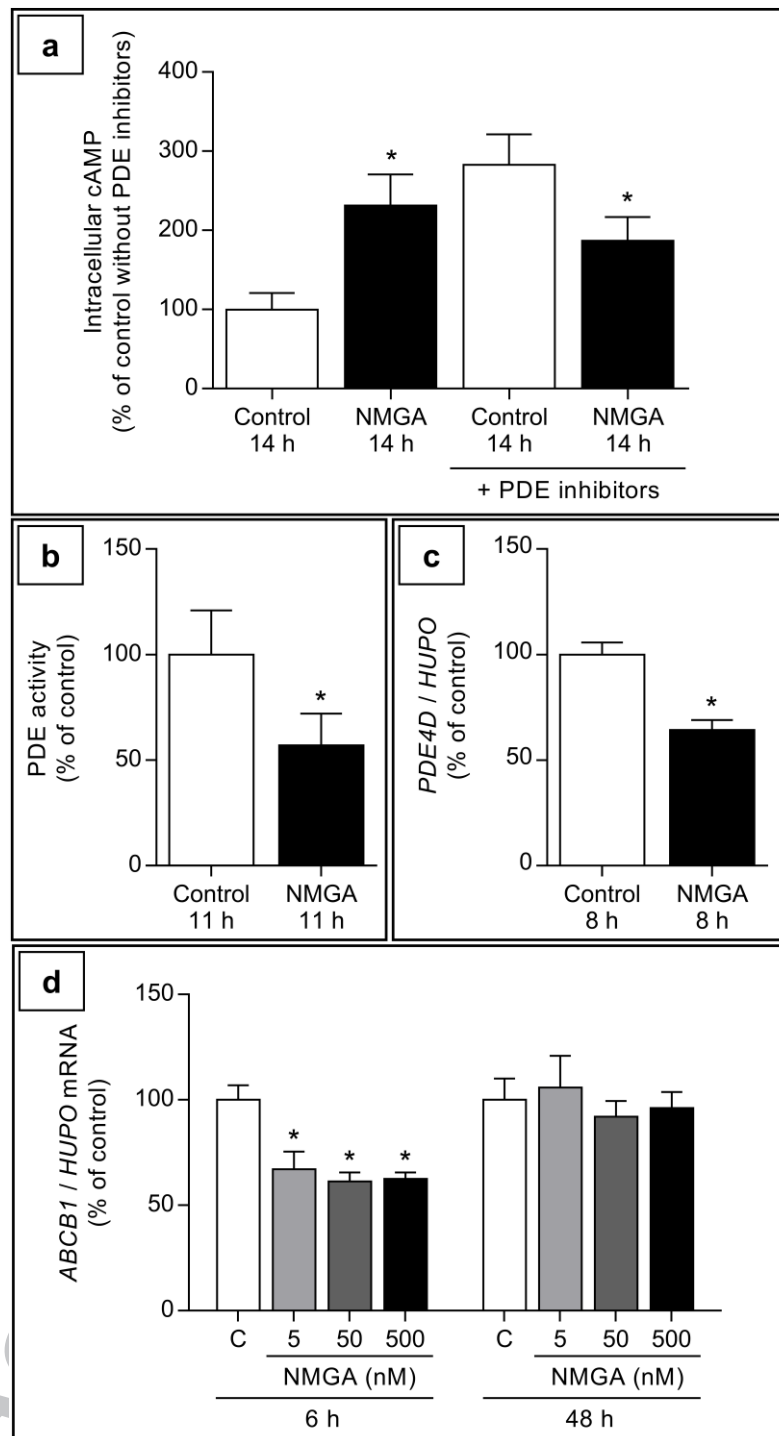 a
Intracellular cAMP
(% of control without PDE inhibitors)
400
300
200
100
0
*
*
Control
14 h
NMGA
14 h
Control
14 h
NMGA
14 h
+ PDE inhibitors
b
PDE activity
(% of control)
150
100
50
0
*
Control
11 h
NMGA
11 h
c
PDE4D / HUPO
(% of control)
150
100
50
0
*
Control
8 h
NMGA
8 h
d
ABCB1 / HUPO mRNA
(% of control)
150
100
50
0
* * *
C 5 50 500 C 5 50 500
NMGA (nM) NMGA (nM)
6 h 48 h